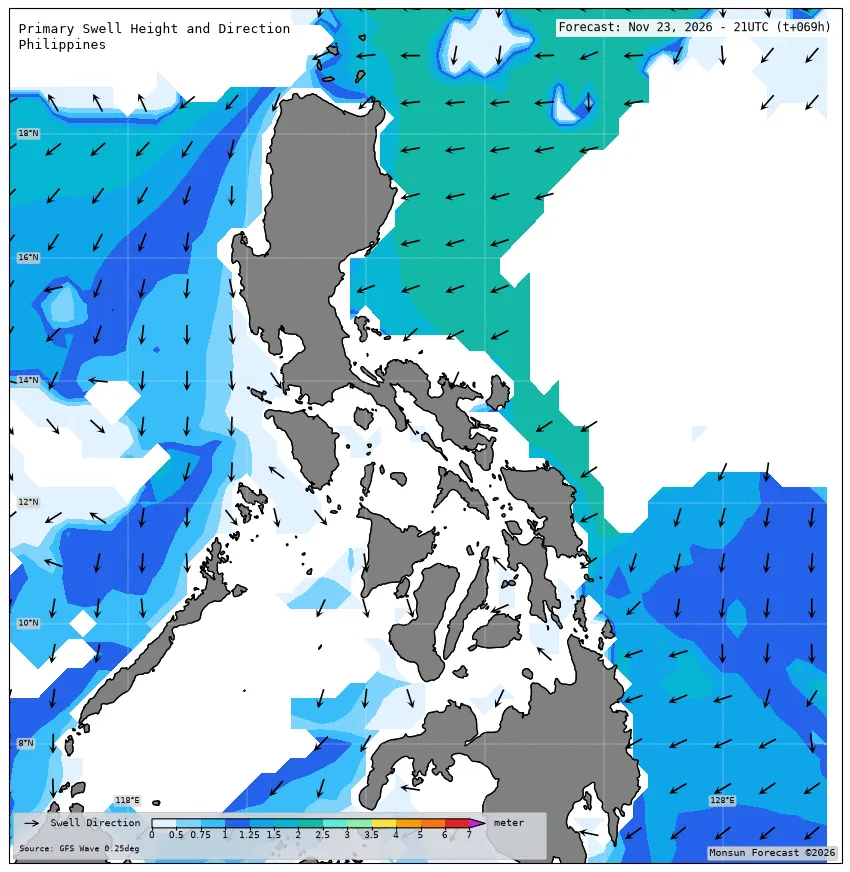 Primary Swell Height and Direction
Philippines
Forecast: Nov 23, 2026 - 21UTC (t+069h)
18°N
16°N
14°N
12°N
10°N
8°N
118°E
128°E
Swell Direction
0 0.5 0.75 1 1.25 1.5 2 2.5 3 3.5 4 5 6 7
meter
Source: GFS Wave 0.25deg
Monsun Forecast ©2026